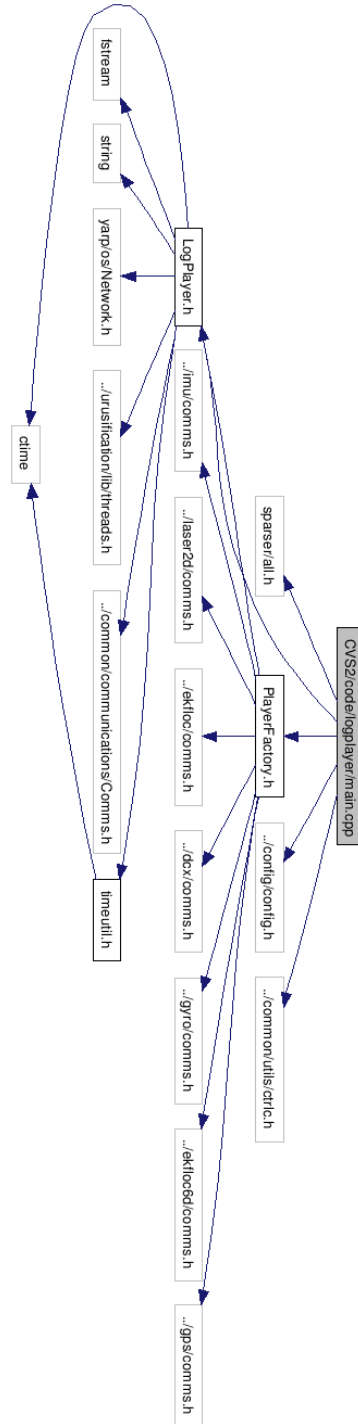 CVS2/code/logplayer/main.cpp
sparser/all.h
PlayerFactory.h
../config/config.h
../common/utils/ctrlc.h
LogPlayer.h
../imu/comms.h
../laser2d/comms.h
../ekfloc/comms.h
../dcx/comms.h
../gyro/comms.h
../ekfloc6d/comms.h
../gps/comms.h
fstream
string
yarp/os/Network.h
../urusification/lib/threads.h
../common/communications/Comms.h
timeutil.h
ctime